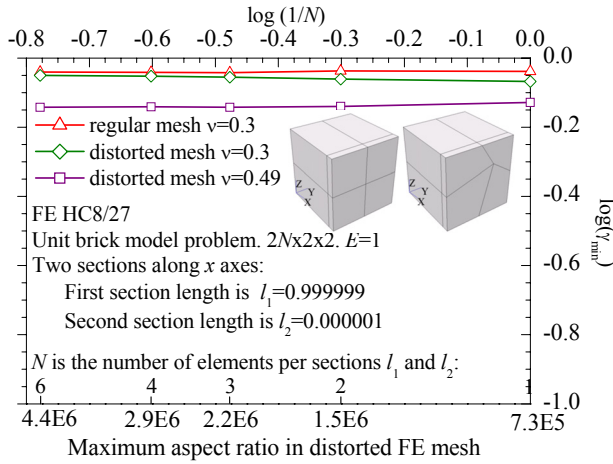 log (1/N)
-0.8 -0.7 -0.6 -0.5 -0.4 -0.3 -0.2 -0.1 0.0
0.0
-0.2
-0.4
-0.6
-0.8
-1.0
log(γmin)
regular mesh ν=0.3
distorted mesh ν=0.3
distorted mesh ν=0.49
Z Y X
Z Y X
FE HC8/27
Unit brick model problem. 2Nx2x2. E=1
Two sections along x axes:
First section length is l1=0.999999
Second section length is l2=0.000001
N is the number of elements per sections l1 and l2:
6 4 3 2 1
4.4E6 2.9E6 2.2E6 1.5E6 7.3E5
Maximum aspect ratio in distorted FE mesh